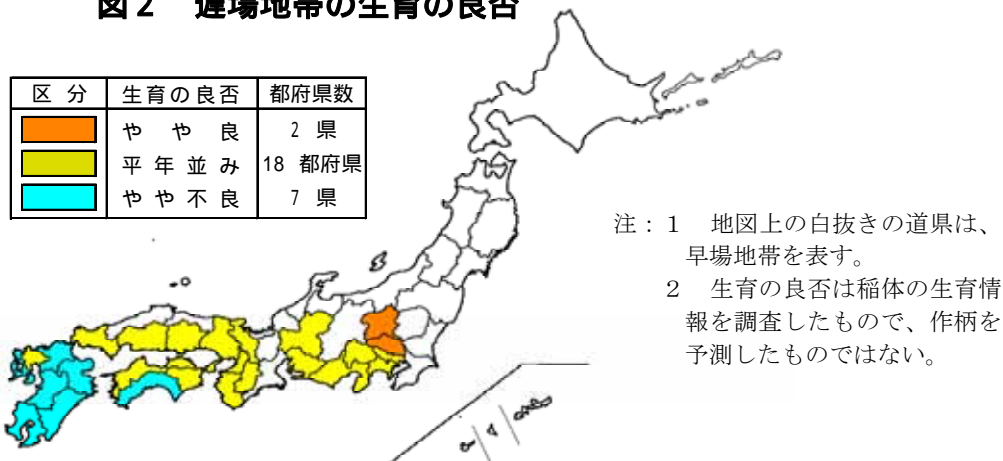 図２　遅場地帯の生育の良否
区 分 生育の良否 都府県数
や や 良 2 県
平 年 並 み 18 都府県
や や 不 良 7 県
注：１　地図上の白抜きの道県は、
早場地帯を表す。
２　生育の良否は稲体の生育情
報を調査したもので、作柄を
予測したものではない。